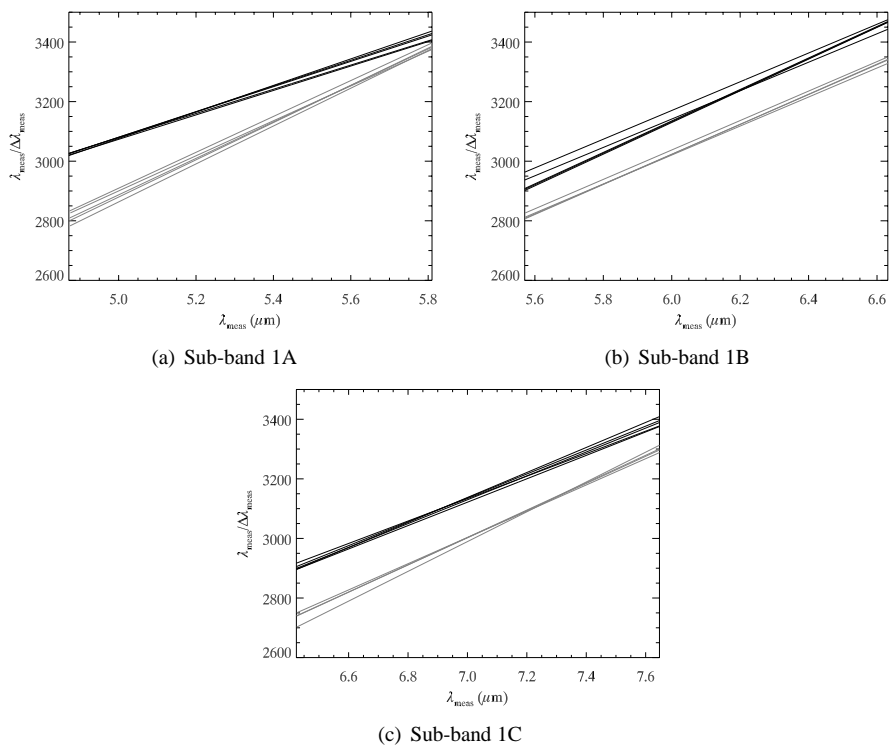 3400
3200
3000
2800
2600
λmeas/Δλmeas
5.0 5.2 5.4 5.6 5.8
λmeas (μm)
(a) Sub-band 1A
3400
3200
3000
2800
2600
λmeas/Δλmeas
5.6 5.8 6.0 6.2 6.4 6.6
λmeas (μm)
(b) Sub-band 1B
3400
3200
3000
2800
2600
λmeas/Δλmeas
6.6 6.8 7.0 7.2 7.4 7.6
λmeas (μm)
(c) Sub-band 1C